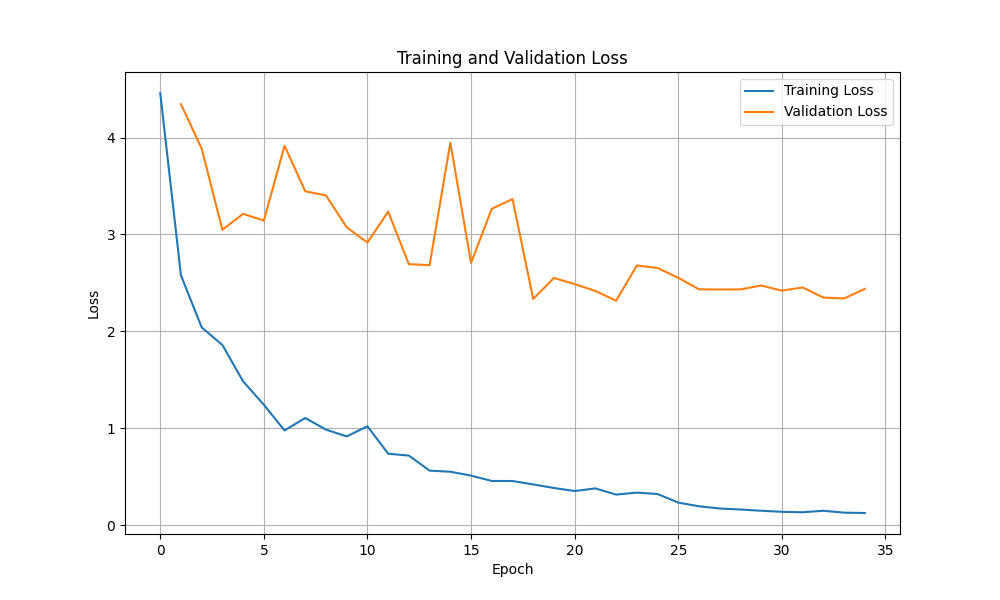 Training and Validation Loss
Training Loss
Validation Loss
4
3
2
1
0
Loss
0 5 10 15 20 25 30 35
Epoch